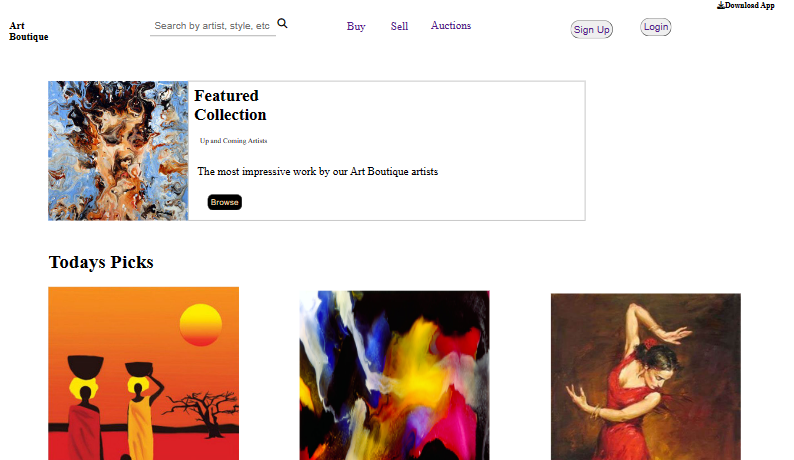 Download App
Art
Boutique
Search by artist, style, etc
Buy
Sell
Auctions
Sign Up
Login
Featured
Collection
Up and Coming Artists
The most impressive work by our Art Boutique artists
Browse
Todays Picks